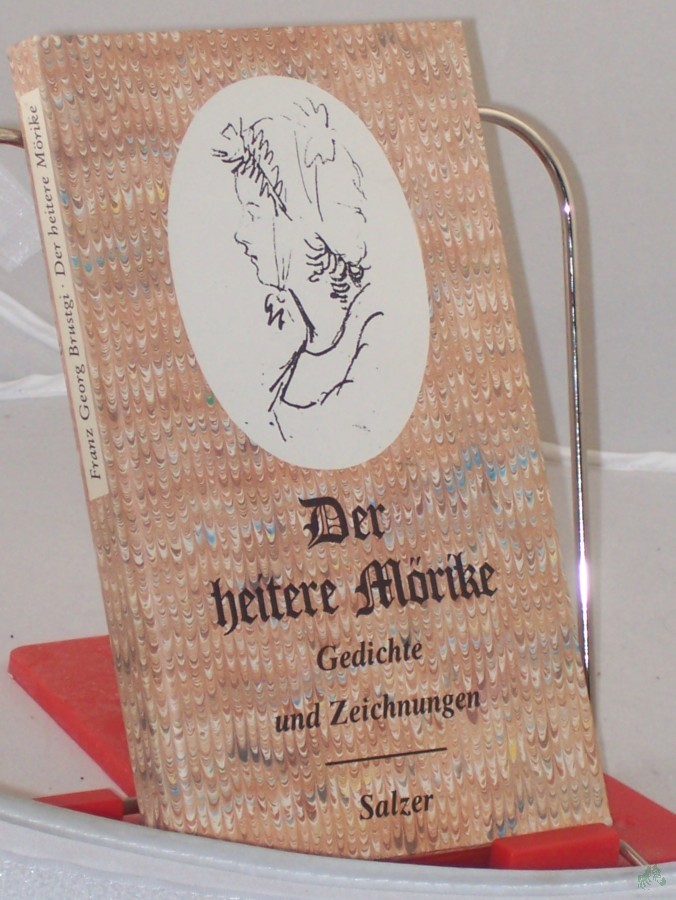 Franz Georg Brustgi · Der heitere Mörike
Der
heitere Mörike
Gedichte
und Zeichnungen
Salzer